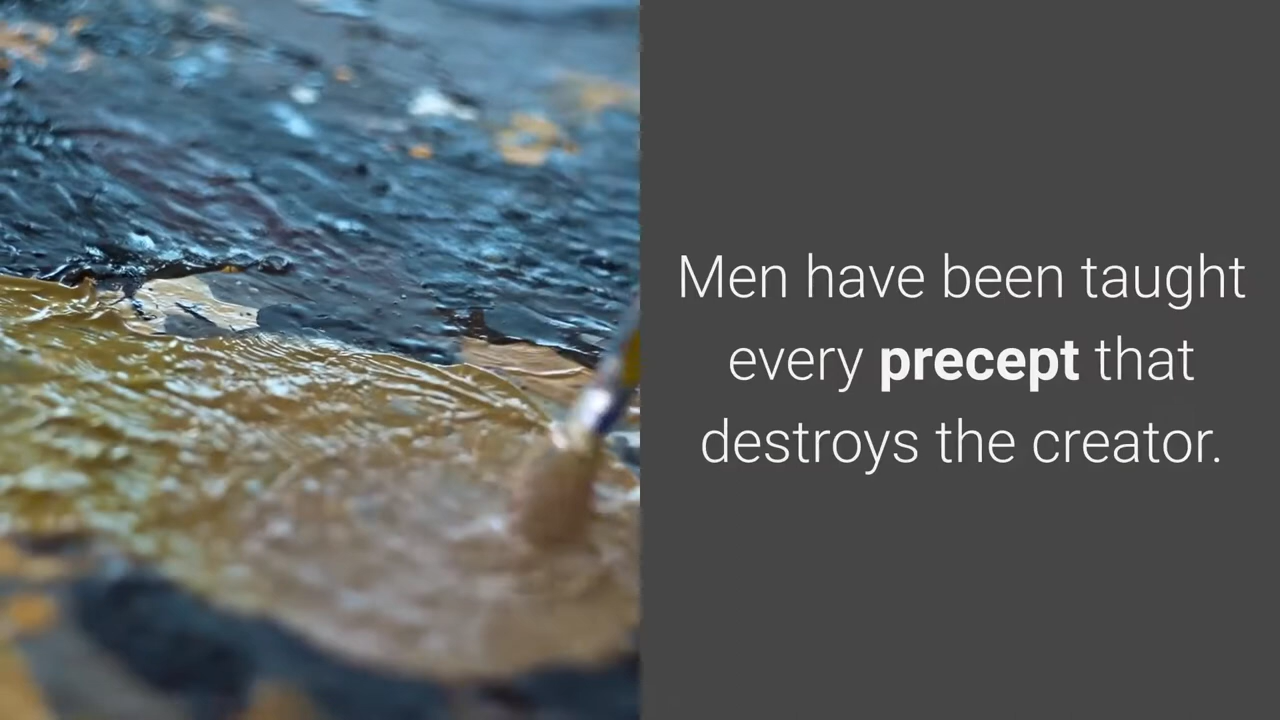 Men have been taught
every precept that
destroys the creator.